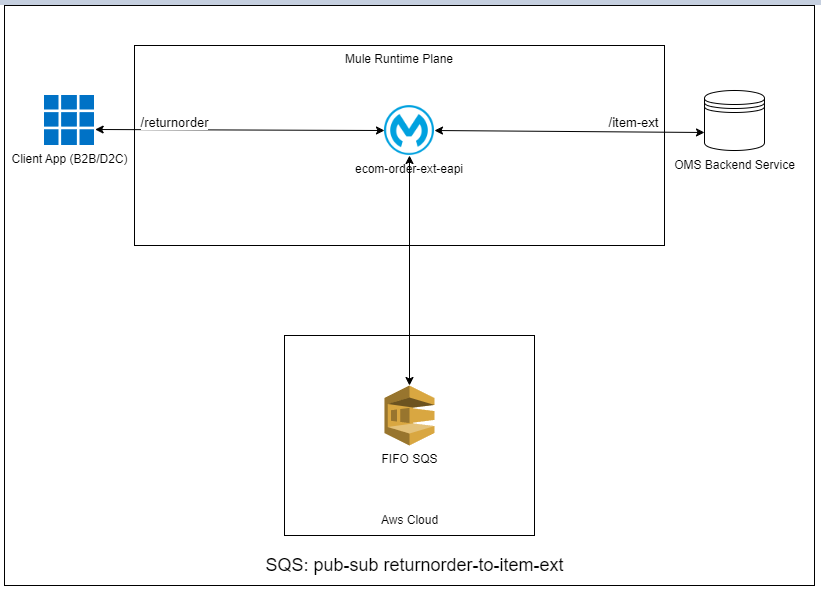 Mule Runtime Plane
/returnorder
/item-ext
Client App (B2B/D2C)
ecom-order-ext-eapi
OMS Backend Service
FIFO SQS
Aws Cloud
SQS: pub-sub returnorder-to-item-ext